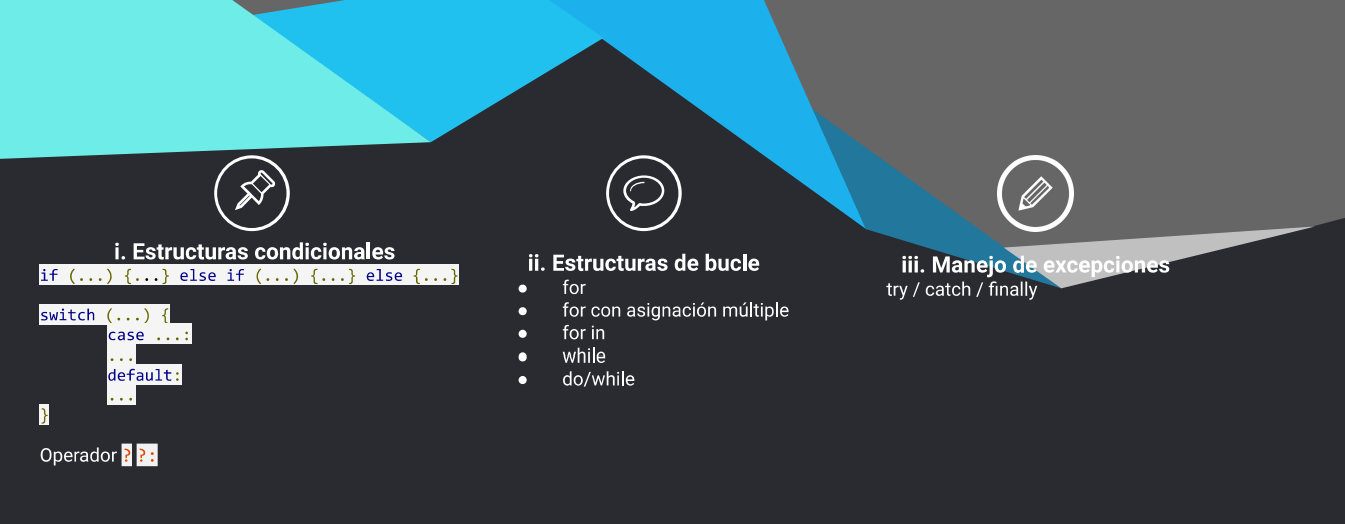 i. Estructuras condicionales
if (...) {...} else if (...) {...} else {...}
switch (...) {
case ...:
...
default:
...
}
Operador ? ?:
ii. Estructuras de bucle
● for
● for con asignación múltiple
● for in
● while
● do/while
iii. Manejo de excepciones
try / catch / finally